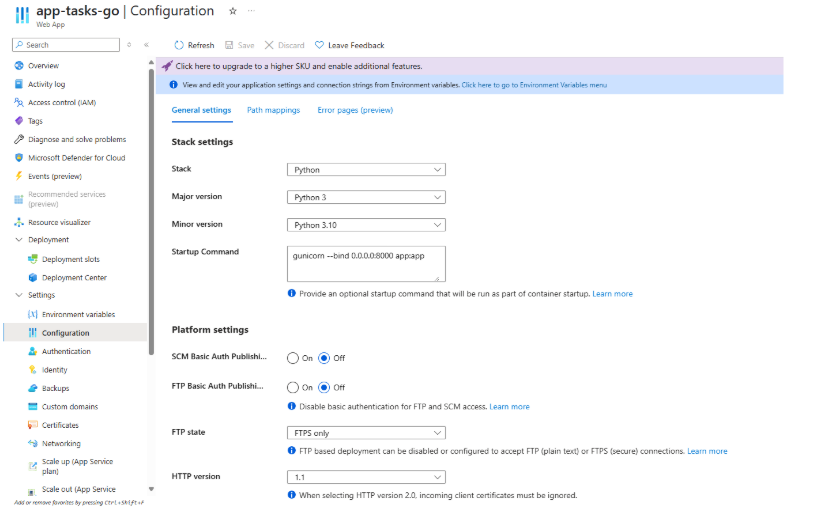 app-tasks-go | Configuration
Web App
Search
Refresh Save Discard Leave Feedback
Click here to upgrade to a higher SKU and enable additional features.
View and edit your application settings and connection strings from Environment variables. Click here to go to Environment Variables menu
Overview
Activity log
Access control (IAM)
Tags
Diagnose and solve problems
Microsoft Defender for Cloud
Events (preview)
Recommended services
(preview)
Resource visualizer
Deployment
Deployment slots
Deployment Center
Settings
Environment variables
Configuration
Authentication
Identity
Backups
Custom domains
Certificates
Networking
Scale up (App Service
plan)
Scale out (App Service
Add or remove favorites by pressing Ctrl+Shift+F
General settings Path mappings Error pages (preview)
Stack settings
Stack Python
Major version Python 3
Minor version Python 3.10
Startup Command gunicorn --bind 0.0.0.0:8000 app:app
Provide an optional startup command that will be run as part of container startup. Learn more
Platform settings
SCM Basic Auth Publishi... On Off
FTP Basic Auth Publishi... On Off
Disable basic authentication for FTP and SCM access. Learn more
FTP state FTPS only
FTP based deployment can be disabled or configured to accept FTP (plain text) or FTPS (secure) connections. Learn more
HTTP version 1.1
When selecting HTTP version 2.0, incoming client certificates must be ignored.